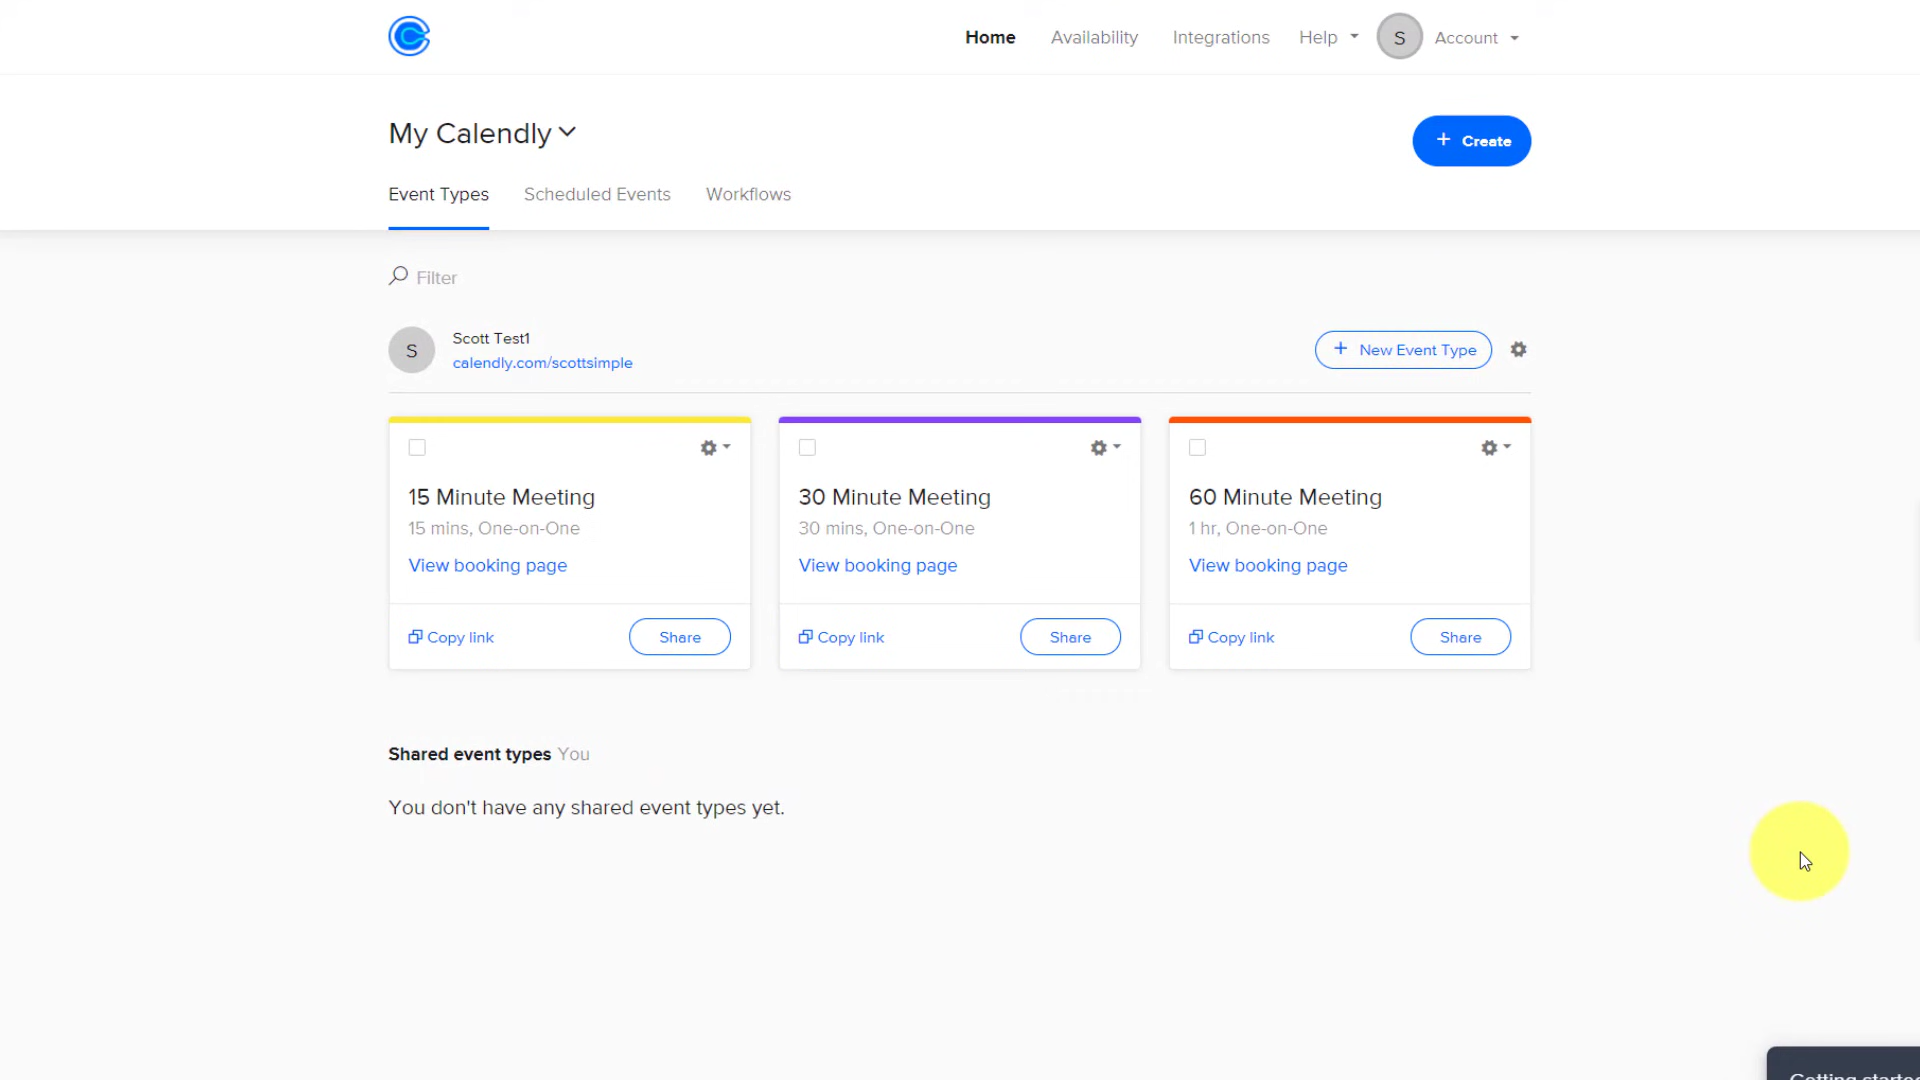 Home Availability Integrations Help S Account
My Calendly
+ Create
Event Types Scheduled Events Workflows
Filter
S
Scott Test1
calendly.com/scottsimple
+ New Event Type
15 Minute Meeting
15 mins, One-on-One
View booking page
Copy link Share
30 Minute Meeting
30 mins, One-on-One
View booking page
Copy link Share
60 Minute Meeting
1 hr, One-on-One
View booking page
Copy link Share
Shared event types You
You don't have any shared event types yet.
Getting